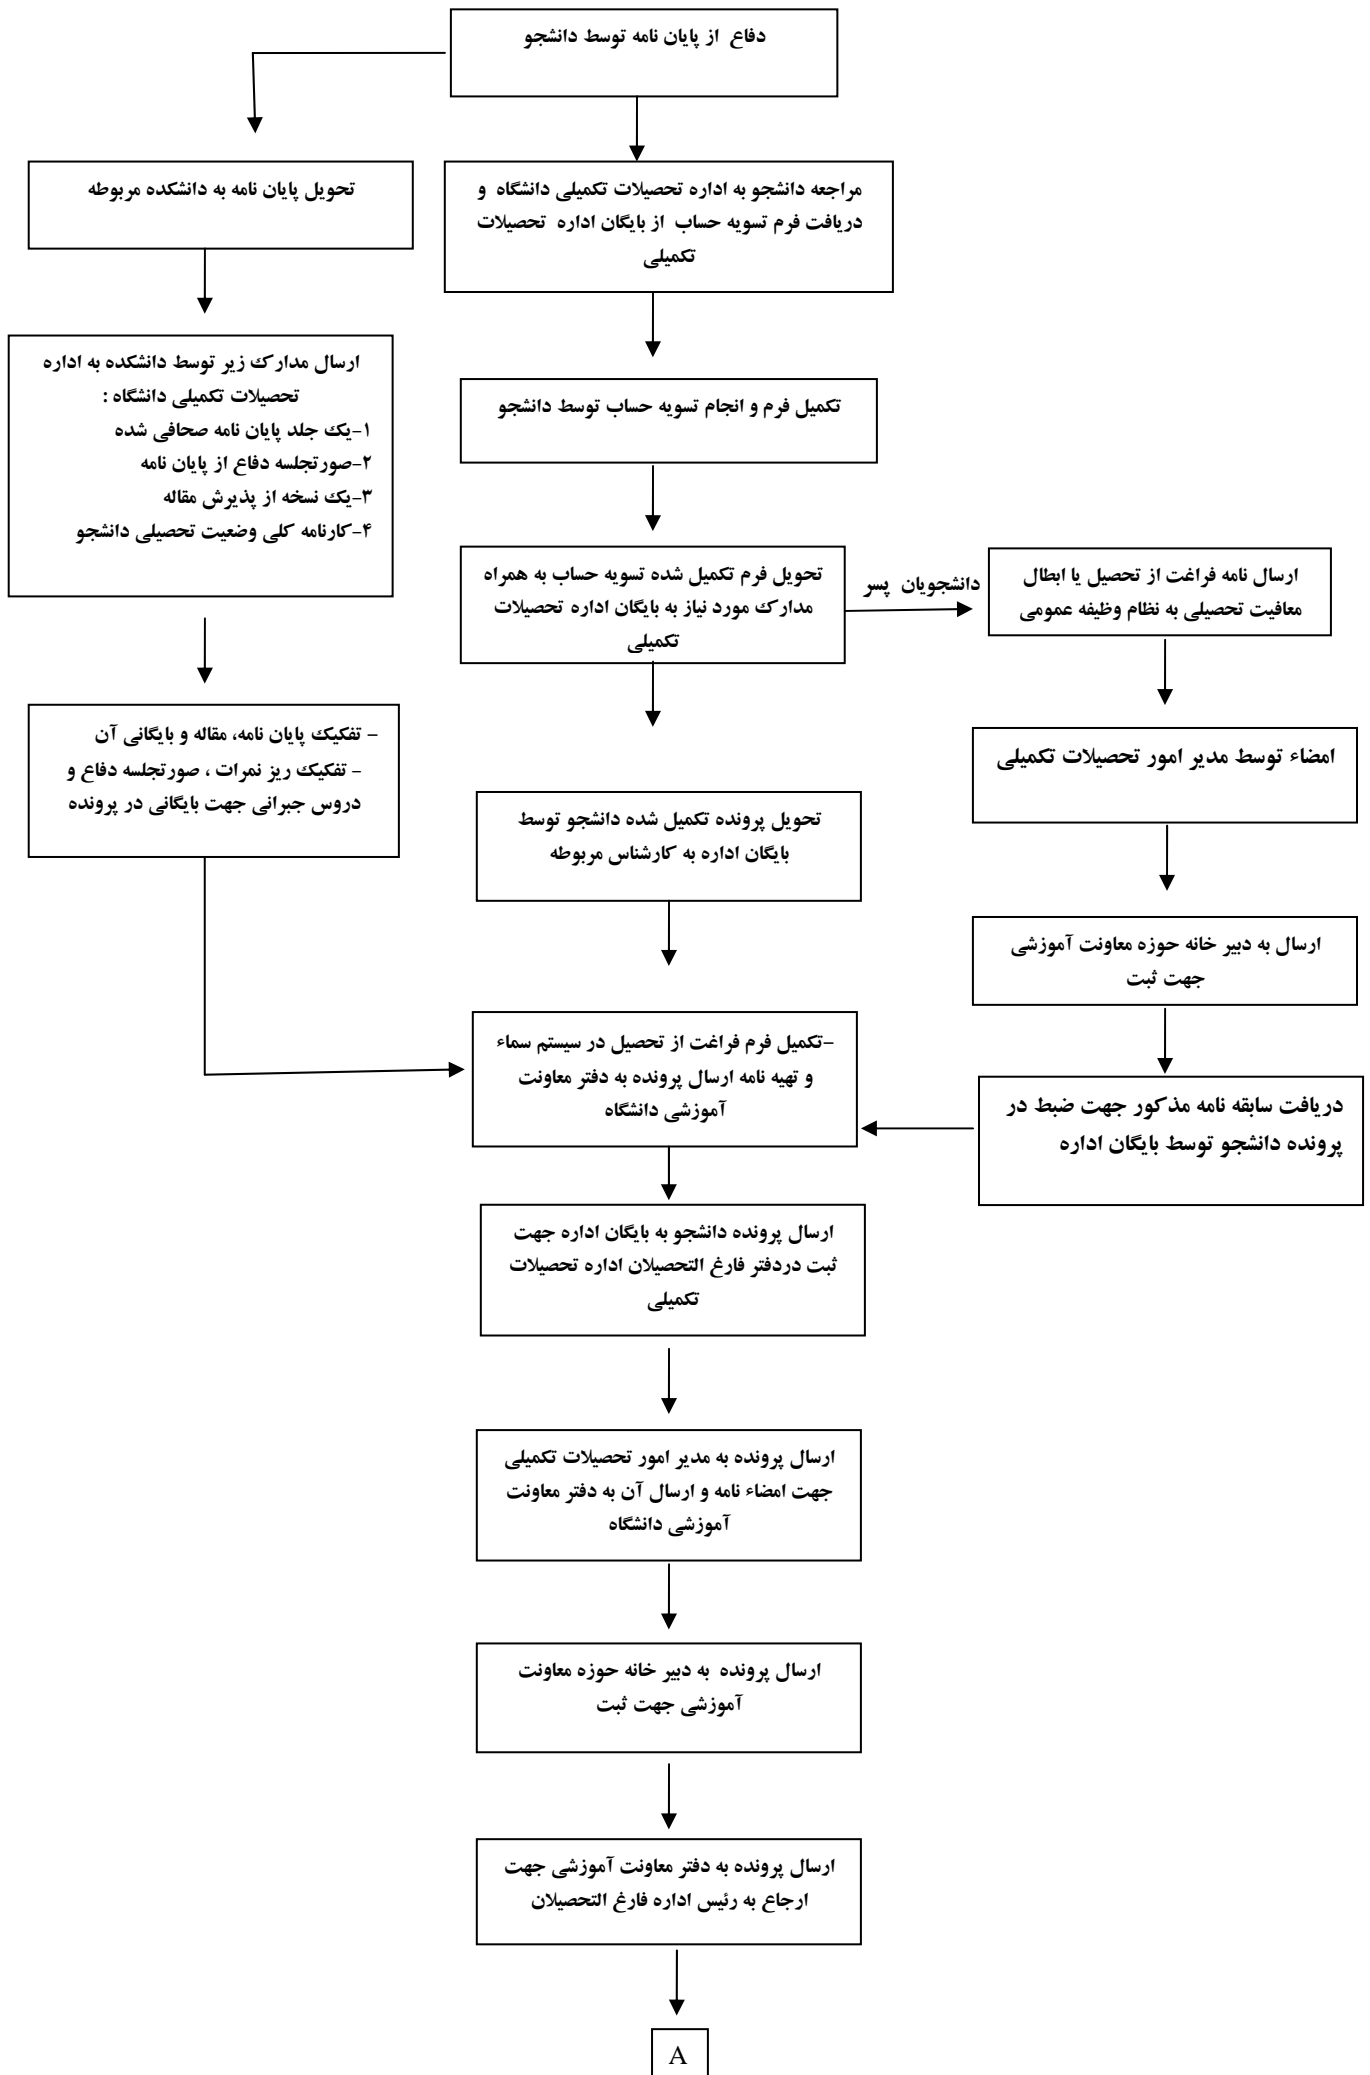 دفاع از پایان نامه توسط دانشجو
مراجعه دانشجو به اداره تحصیلات تکمیلی دانشگاه و
دریافت فرم تسویه حساب از بایگان اداره تحصیلات
تکمیلی
تحویل پایان نامه به دانشکده مربوطه
ارسال مدارک زیر توسط دانشکده به اداره
تحصیلات تکمیلی دانشگاه :
۱-یک جلد پایان نامه صحافی شده
۲-صورتجلسه دفاع از پایان نامه
۳-یک نسخه از پذیرش مقاله
۴-کارنامه کلی وضعیت تحصیلی دانشجو
تکمیل فرم و انجام تسویه حساب توسط دانشجو
تحویل فرم تکمیل شده تسویه حساب به همراه
مدارک مورد نیاز به بایگان اداره تحصیلات
تکمیلی
دانشجویان پسر
ارسال نامه فراغت از تحصیل یا ابطال
معافیت تحصیلی به نظام وظیفه عمومی
- تفکیک پایان نامه، مقاله و بایگانی آن
- تفکیک ریز نمرات ، صورتجلسه دفاع و
دروس جبرانی جهت بایگانی در پرونده
امضاء توسط مدیر امور تحصیلات تکمیلی
تحویل پرونده تکمیل شده دانشجو توسط
بایگان اداره به کارشناس مربوطه
ارسال به دبیر خانه حوزه معاونت آموزشی
جهت ثبت
-تکمیل فرم فراغت از تحصیل در سیستم سماء
و تهیه نامه ارسال پرونده به دفتر معاونت
آموزشی دانشگاه
دریافت سابقه نامه مذکور جهت ضبط در
پرونده دانشجو توسط بایگان اداره
ارسال پرونده دانشجو به بایگان اداره جهت
ثبت دردفتر فارغ التحصیلان اداره تحصیلات
تکمیلی
ارسال پرونده به مدیر امور تحصیلات تکمیلی
جهت امضاء نامه و ارسال آن به دفتر معاونت
آموزشی دانشگاه
ارسال پرونده به دبیر خانه حوزه معاونت
آموزشی جهت ثبت
ارسال پرونده به دفتر معاونت آموزشی جهت
ارجاع به رئیس اداره فارغ التحصیلان
A